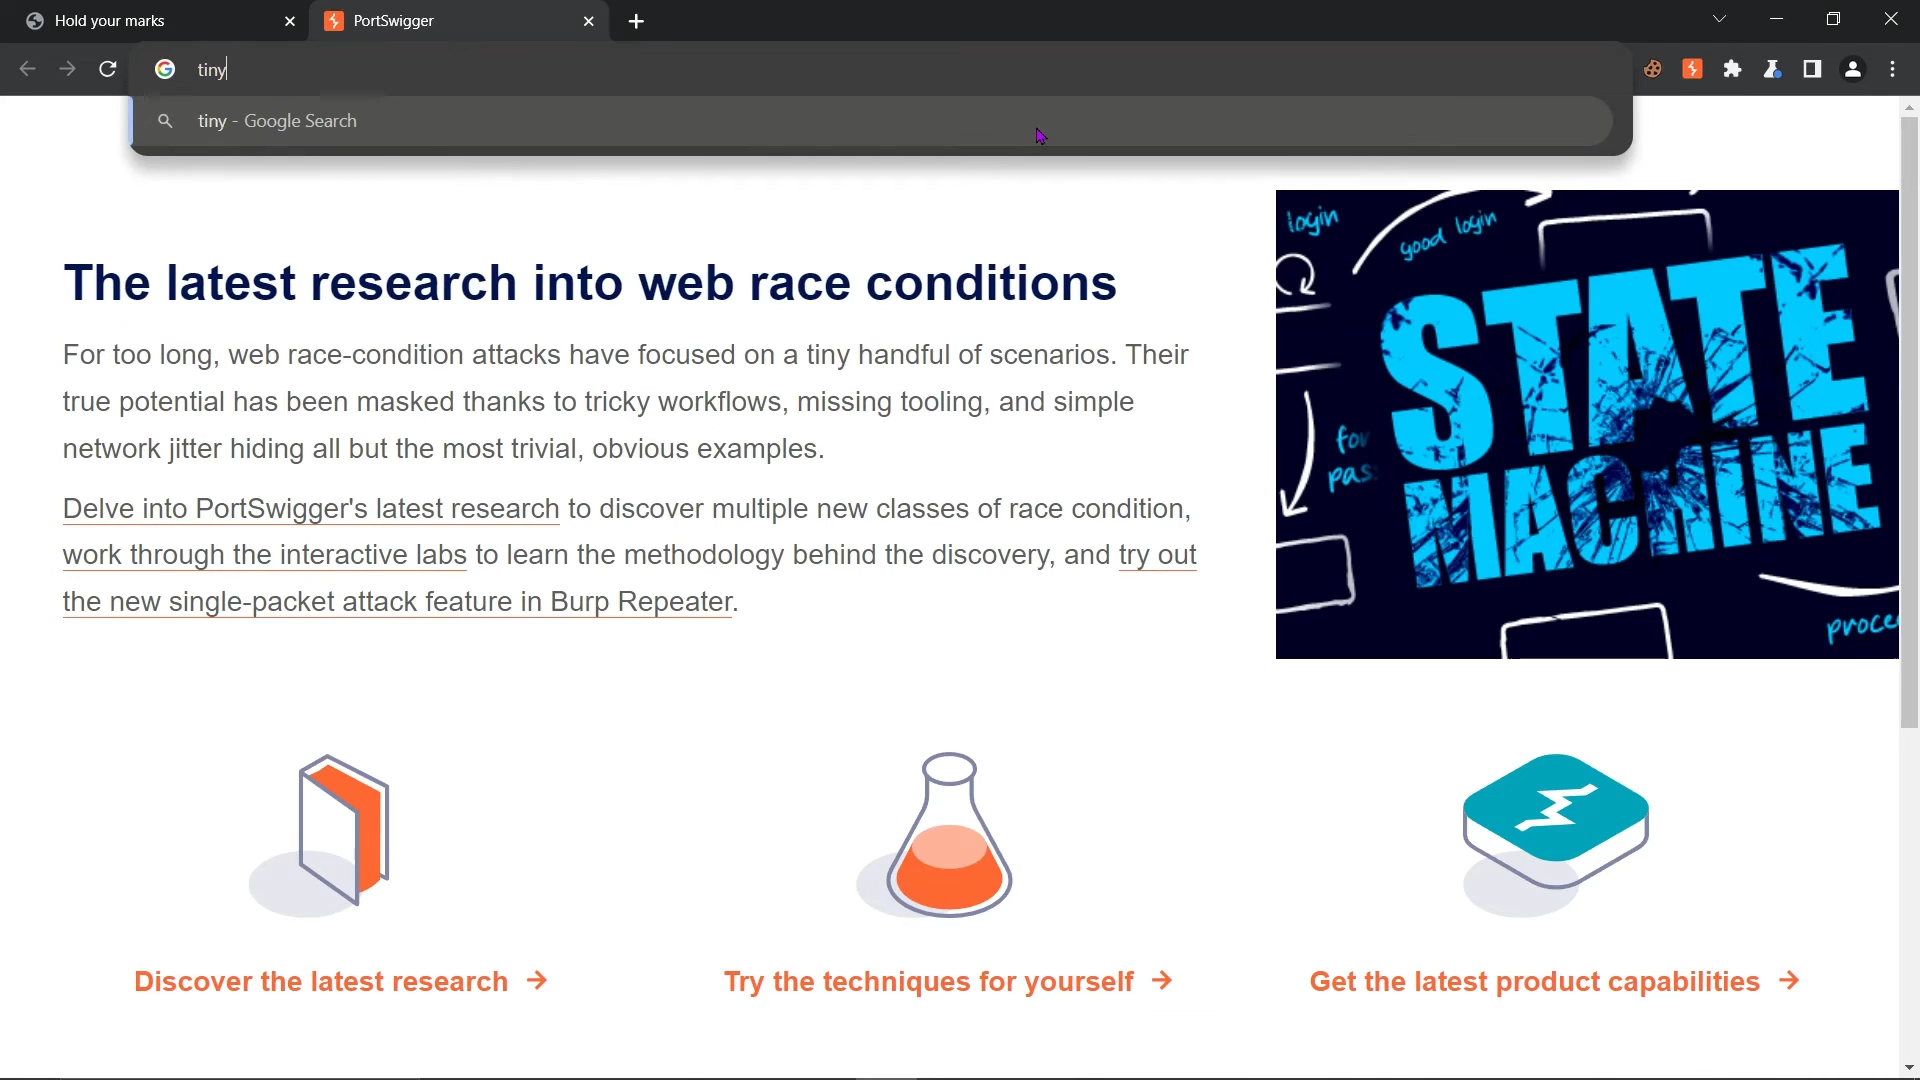 Hold your marks
PortSwigger
tiny
tiny - Google Search
The latest research into web race conditions
For too long, web race-condition attacks have focused on a tiny handful of scenarios. Their
true potential has been masked thanks to tricky workflows, missing tooling, and simple
network jitter hiding all but the most trivial, obvious examples.
Delve into PortSwigger's latest research to discover multiple new classes of race condition,
work through the interactive labs to learn the methodology behind the discovery, and try out
the new single-packet attack feature in Burp Repeater.
login
good login
STATE
MACHINE
for
pas
proce
Discover the latest research →
Try the techniques for yourself →
Get the latest product capabilities →